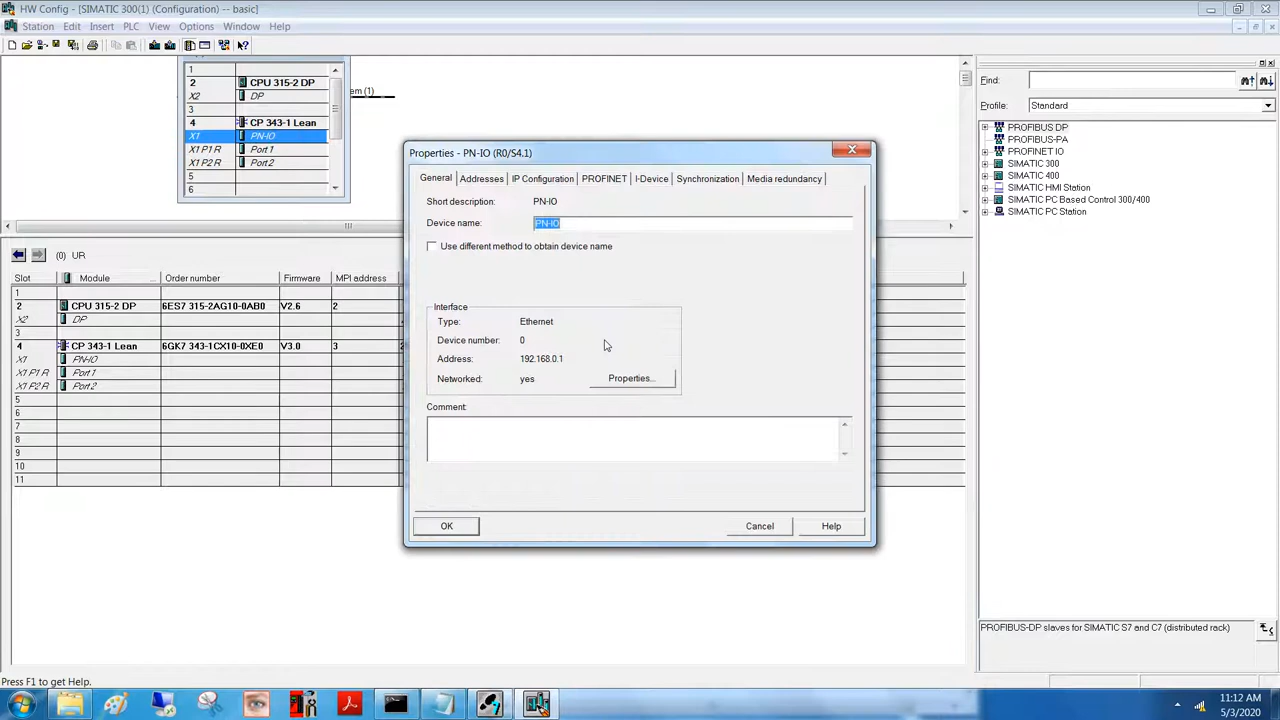 HW Config - [SIMATIC 300(1) (Configuration) -- basic]
Station Edit Insert PLC View Options Window Help
1
2 CPU 315-2 DP
X2 DP
3
4 CP 343-1 Lean
X1 PN-IO
X1 P1 R Port 1
X1 P2 R Port 2
5
6
em (1)
Properties - PN-IO (R0/S4.1)
General Addresses IP Configuration PROFINET I-Device Synchronization Media redundancy
Short description: PN-IO
Device name: PN-IO
Use different method to obtain device name
Interface
Type: Ethernet
Device number: 0
Address: 192.168.0.1
Networked: yes Properties...
Comment:
OK Cancel Help
(0) UR
Slot Module ... Order number Firmware MPI address
1
2 CPU 315-2 DP 6ES7 315-2AG10-0AB0 V2.6 2
X2 DP
3
4 CP 343-1 Lean 6GK7 343-1CX10-0XE0 V3.0 3
X1 PN-IO
X1 P1 R Port 1
X1 P2 R Port 2
5
6
7
8
9
10
11
Find:
Profile: Standard
PROFIBUS DP
PROFIBUS-PA
PROFINET IO
SIMATIC 300
SIMATIC 400
SIMATIC HMI Station
SIMATIC PC Based Control 300/400
SIMATIC PC Station
PROFIBUS-DP slaves for SIMATIC S7 and C7 (distributed rack)
Press F1 to get Help.
11:12 AM
5/3/2020